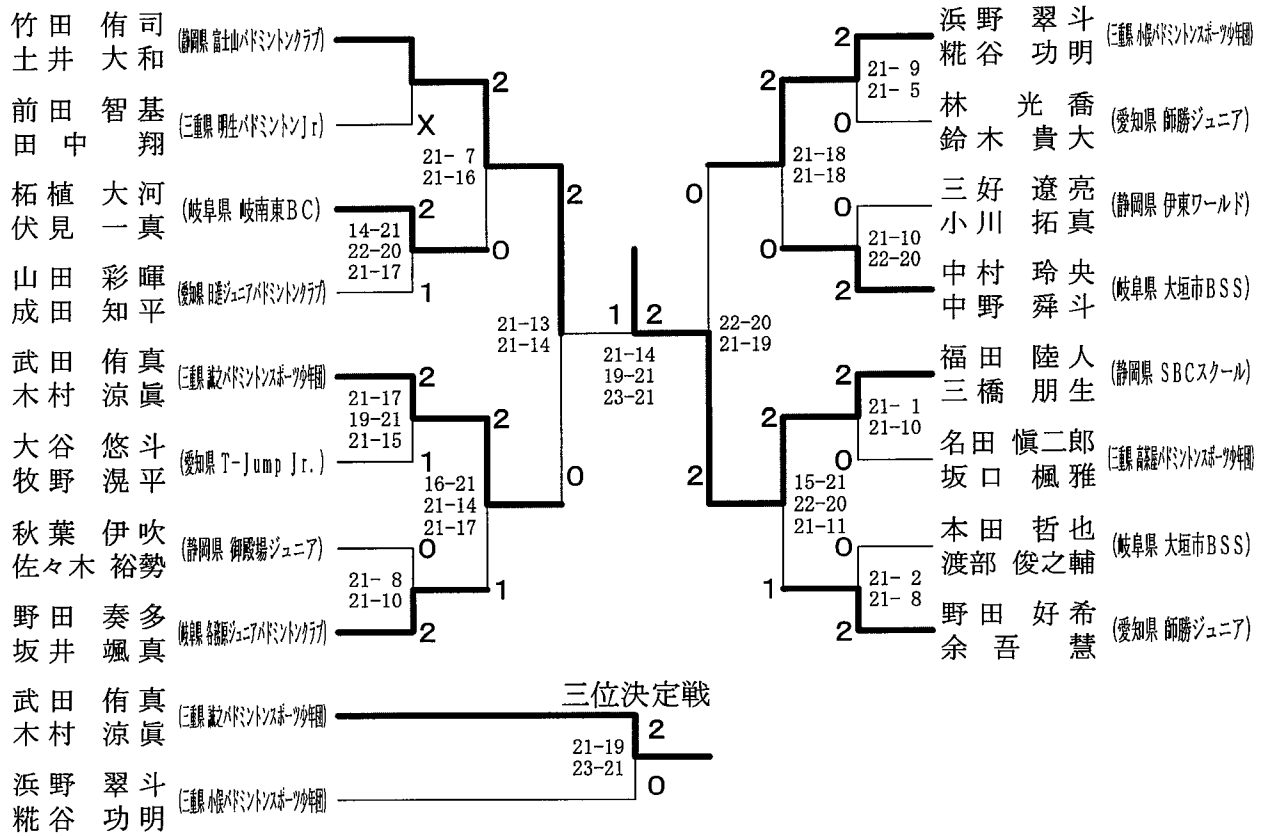 竹田 侑司
土井 大和
(静岡県 富士山バドミントンクラブ)
前田 智基
田中 翔
(三重県 明生バドミントンJr)
X
2
21- 7
21-16
柘植 大河
伏見 一真
(岐阜県 岐南東BC)
2
14-21
22-20
21-17
0
山田 彩暉
成田 知平
(愛知県 日進ジュニアバドミントンクラブ)
1
2
21-13
21-14
武田 侑真
木村 涼眞
(三重県 誠之バドミントンスポーツ少年団)
2
21-17
19-21
21-15
2
大谷 悠斗
牧野 滉平
(愛知県 T-Jump Jr.)
1
16-21
21-14
21-17
0
秋葉 伊吹
佐々木 裕勢
(静岡県 御殿場ジュニア)
0
21- 8
21-10
1
野田 奏多
坂井 颯真
(岐阜県 各務原ジュニアバドミントンクラブ)
2
1 2
21-14
19-21
23-21
浜野 翠斗
糀谷 功明
(三重県 小俣バドミントンスポーツ少年団)
2
21- 9
21- 5
2
林 光喬
鈴木 貴大
(愛知県 師勝ジュニア)
0
21-18
21-18
0
三好 遼亮
小川 拓真
(静岡県 伊東ワールド)
0
21-10
22-20
0
中村 玲央
中野 舜斗
(岐阜県 大垣市BSS)
2
22-20
21-19
福田 陸人
三橋 朋生
(静岡県 SBCスクール)
2
21- 1
21-10
2
名田 愼二郎
坂口 楓雅
(三重県 高茶屋バドミントンスポーツ少年団)
0
15-21
22-20
21-11
2
本田 哲也
渡部 俊之輔
(岐阜県 大垣市BSS)
0
21- 2
21- 8
1
野田 好希
余吾 慧
(愛知県 師勝ジュニア)
2
三位決定戦
武田 侑真
木村 涼眞
(三重県 誠之バドミントンスポーツ少年団)
2
21-19
23-21
浜野 翠斗
糀谷 功明
(三重県 小俣バドミントンスポーツ少年団)
0